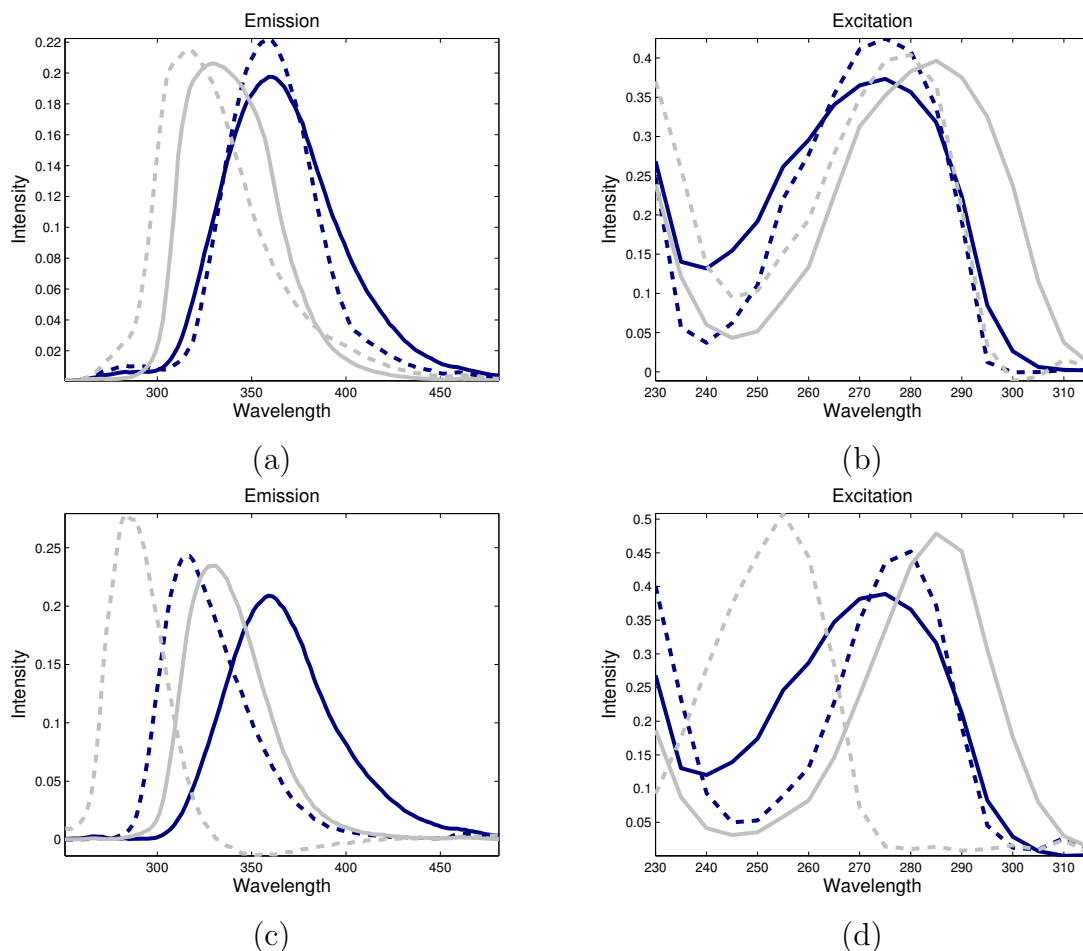 Emission
0.22
0.2
0.18
0.16
0.14
0.12
0.1
0.08
0.06
0.04
0.02
300 350 400 450
Intensity
Wavelength
(a)
Excitation
0.4
0.35
0.3
0.25
0.2
0.15
0.1
0.05
0
230 240 250 260 270 280 290 300 310
Intensity
Wavelength
(b)
Emission
0.25
0.2
0.15
0.1
0.05
0
300 350 400 450
Intensity
Wavelength
(c)
Excitation
0.5
0.45
0.4
0.35
0.3
0.25
0.2
0.15
0.1
0.05
230 240 250 260 270 280 290 300 310
Intensity
Wavelength
(d)